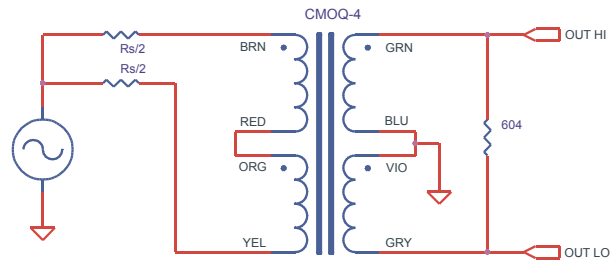 CMOQ-4
Rs/2
Rs/2
BRN
GRN
OUT HI
RED
BLU
604
ORG
VIO
YEL
GRY
OUT LO